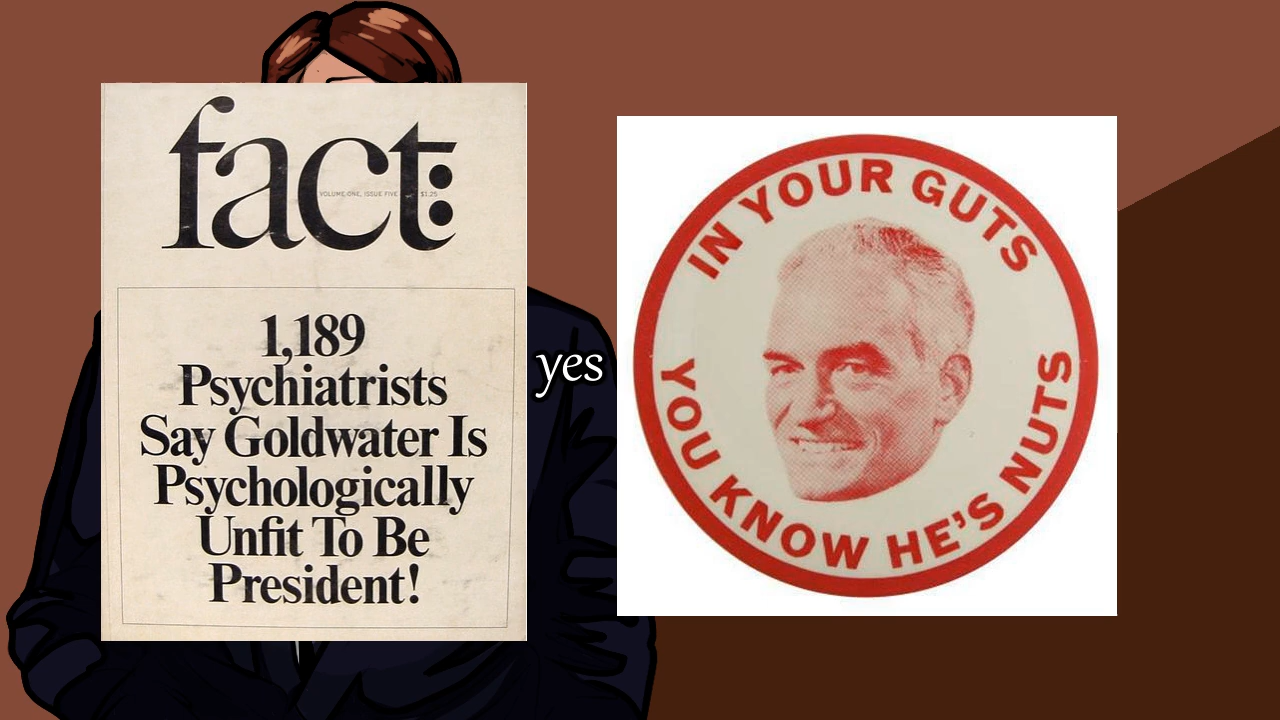 fact:
VOLUME ONE, ISSUE FIVE $1.25
1,189
Psychiatrists
Say Goldwater Is
Psychologically
Unfit To Be
President!
yes
IN YOUR GUTS
YOU KNOW HE'S NUTS